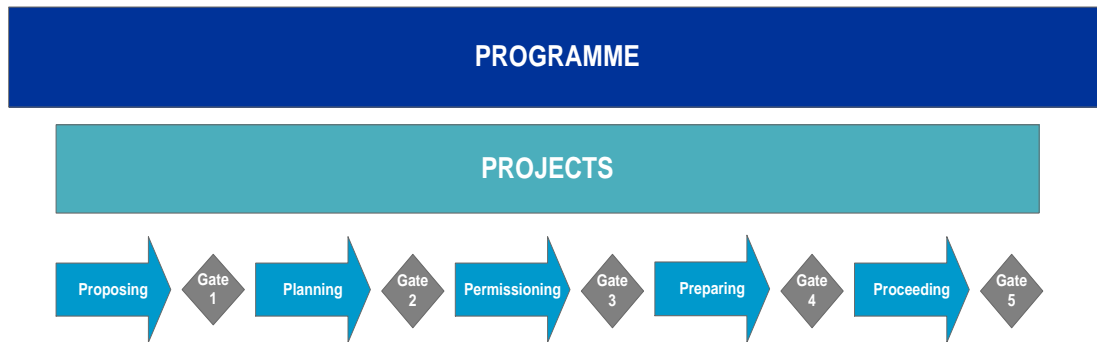 PROGRAMME
PROJECTS
Proposing
Gate
1
Planning
Gate
2
Permissioning
Gate
3
Preparing
Gate
4
Proceeding
Gate
5